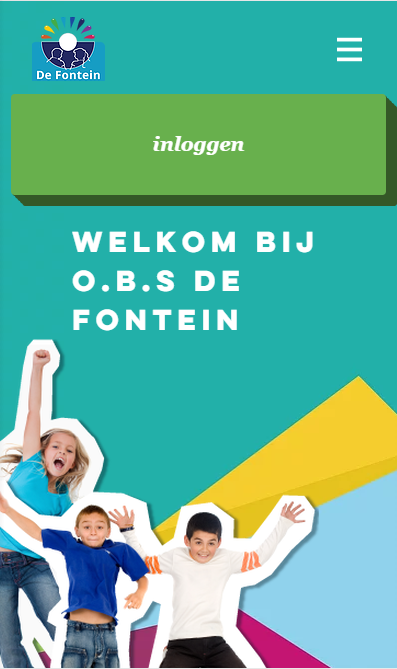 De Fontein
inloggen
WELKOM BIJ
O.B.S DE
FONTEIN